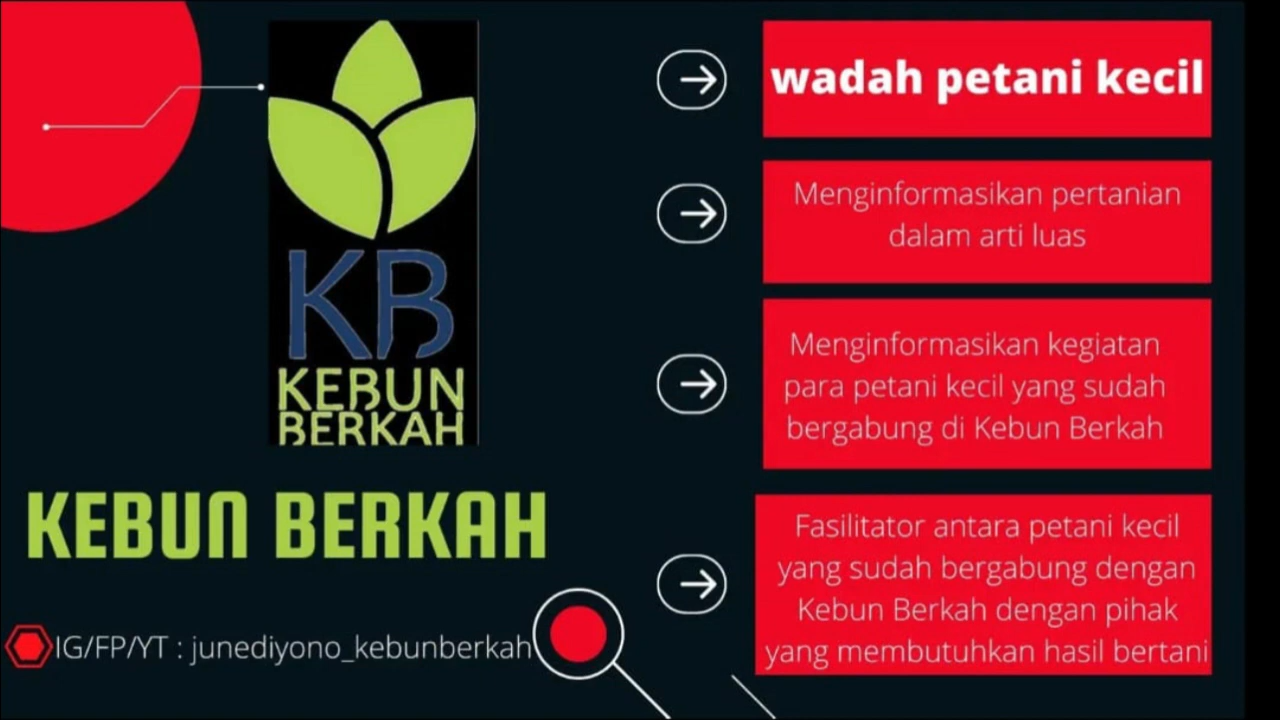 KB
KEBUN
BERKAH
KEBUN BERKAH
IG/FP/YT : junediyono_kebunberkah
wadah petani kecil
Menginformasikan pertanian
dalam arti luas
Menginformasikan kegiatan
para petani kecil yang sudah
bergabung di Kebun Berkah
Fasilitator antara petani kecil
yang sudah bergabung dengan
Kebun Berkah dengan pihak
yang membutuhkan hasil bertani